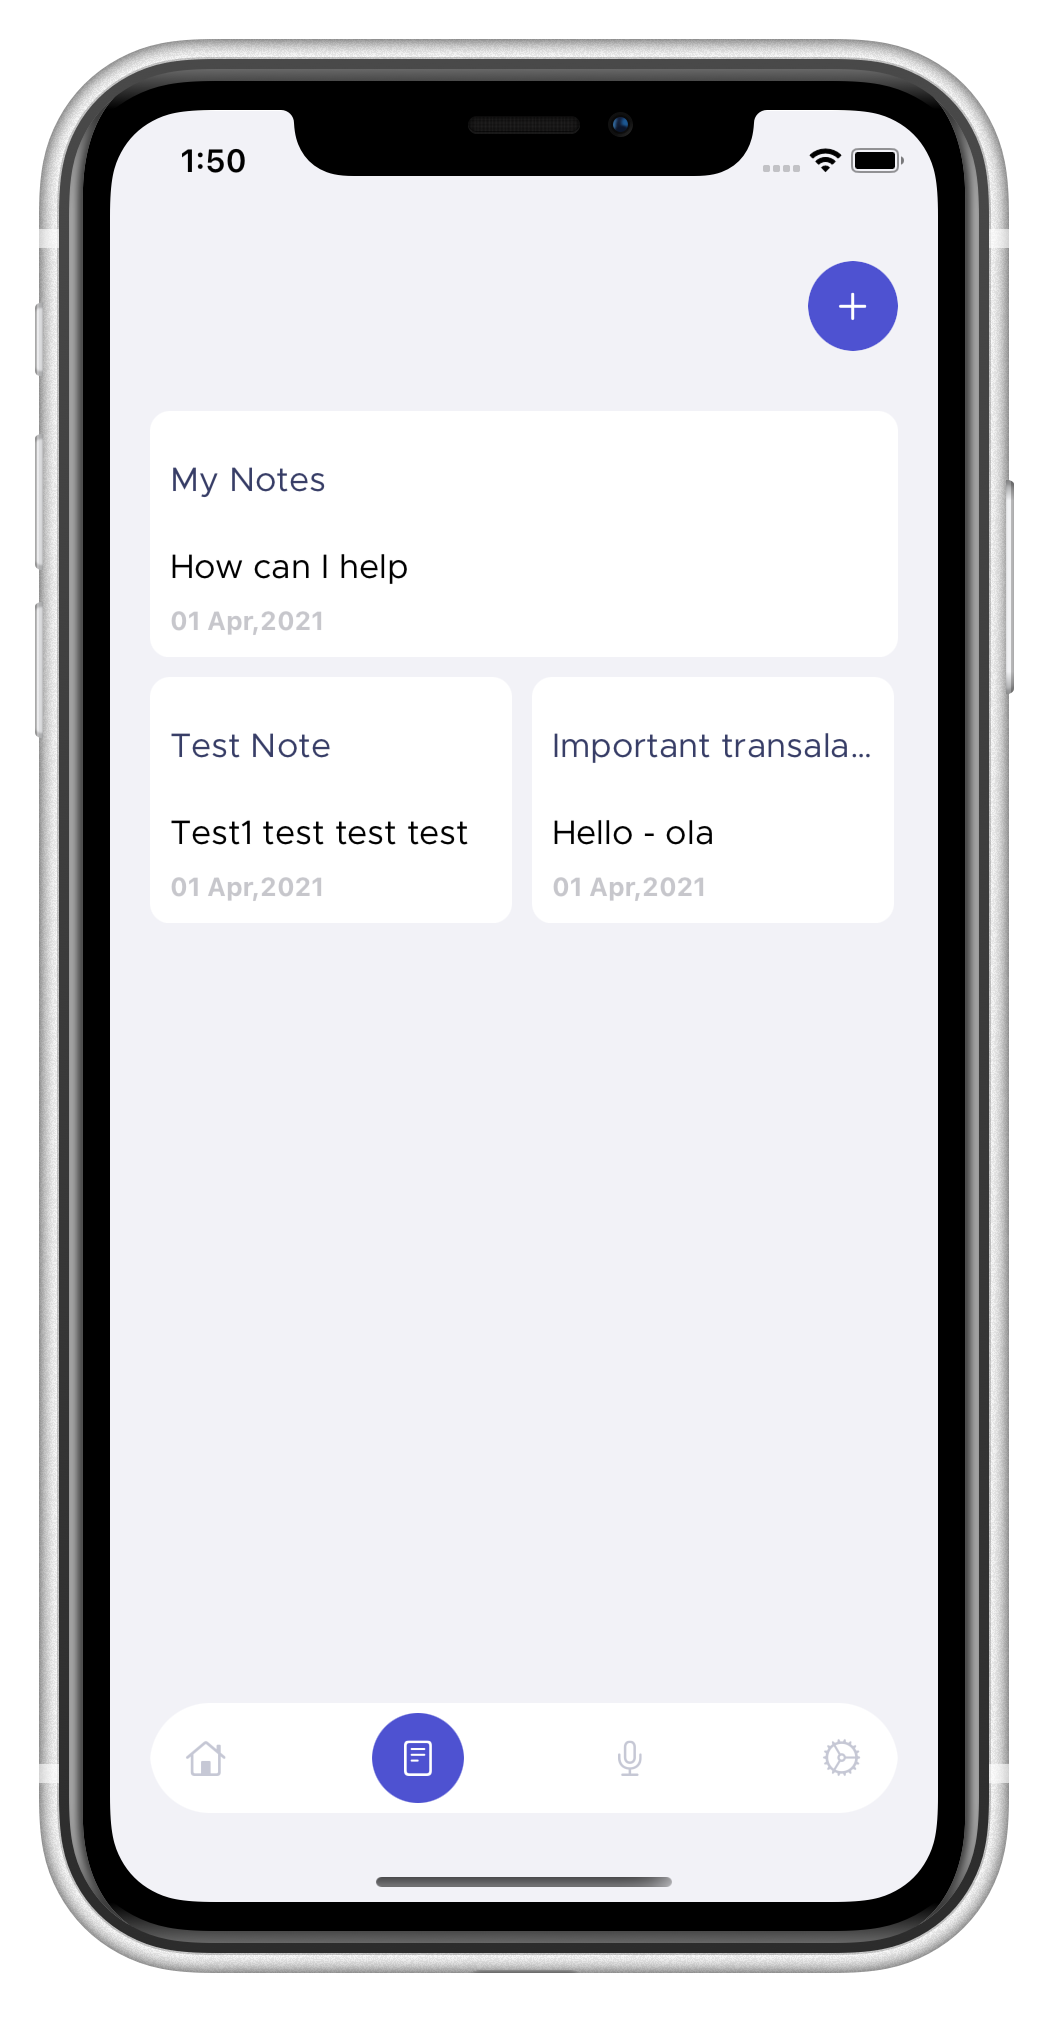 1:50
My Notes
How can I help
01 Apr,2021
Test Note
Test1 test test test
01 Apr,2021
Important transala...
Hello - ola
01 Apr,2021